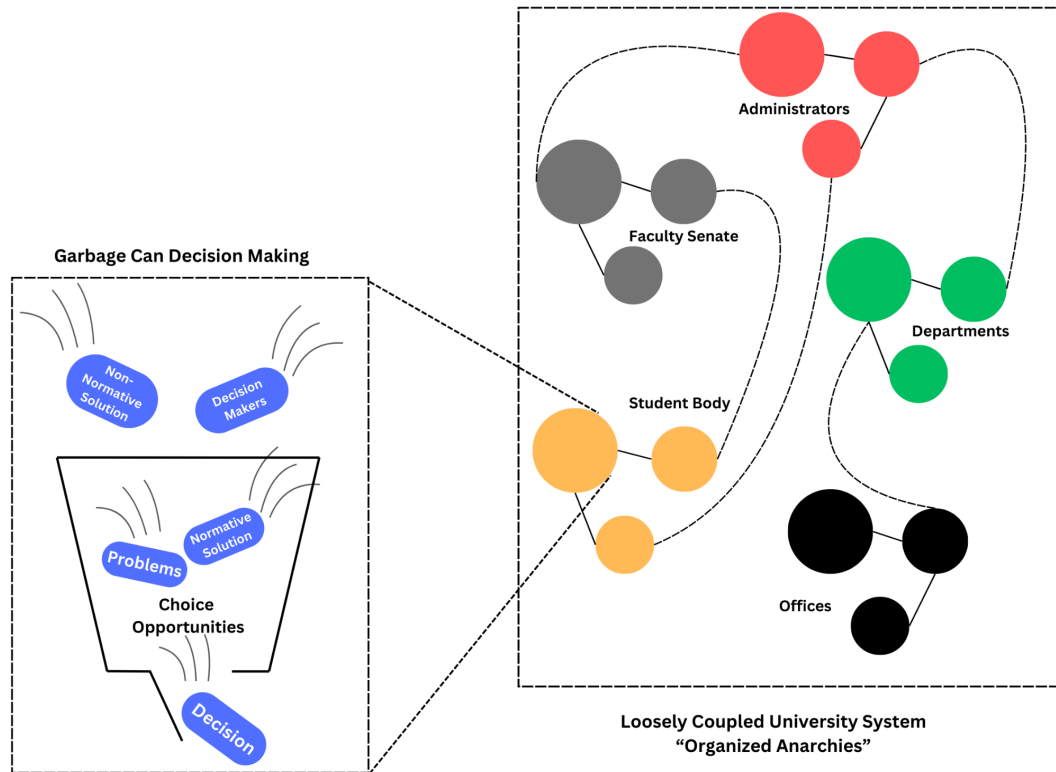 Garbage Can Decision Making
Non-
Normative
Solution
Decision
Makers
Normative
Solution
Problems
Choice
Opportunities
Decision
Administrators
Faculty Senate
Departments
Student Body
Offices
Loosely Coupled University System
“Organized Anarchies”